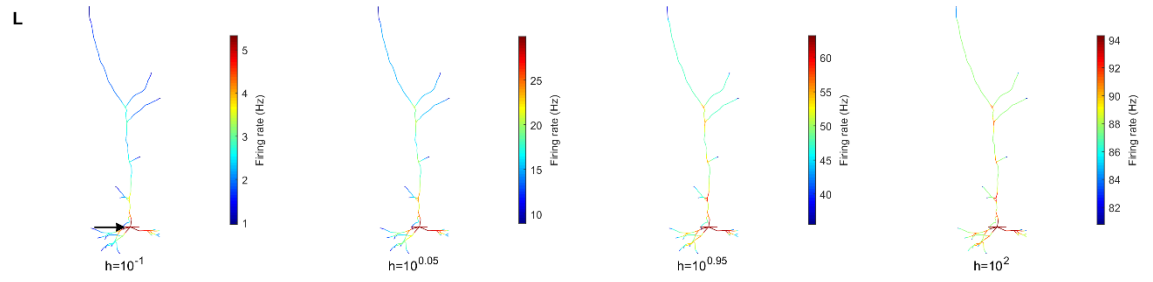 L
5
4
3
2
1
Firing rate (Hz)
h=10^-1
25
20
15
10
Firing rate (Hz)
h=10^0.05
60
55
50
45
40
Firing rate (Hz)
h=10^0.95
94
92
90
88
86
84
82
Firing rate (Hz)
h=10^2